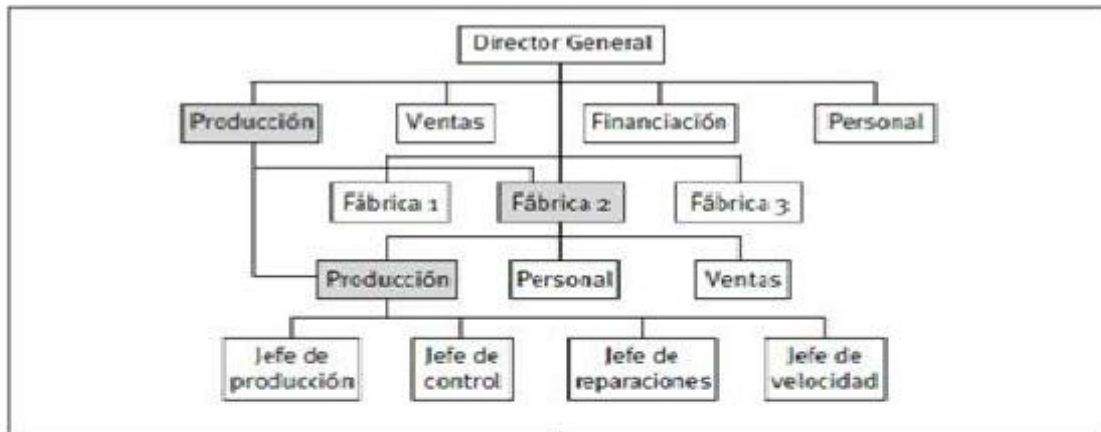 Director General
Producción
Ventas
Financiación
Personal
Fábrica 1
Fábrica 2
Fábrica 3
Producción
Personal
Ventas
Jefe de
producción
Jefe de
control
Jefe de
reparaciones
Jefe de
velocidad